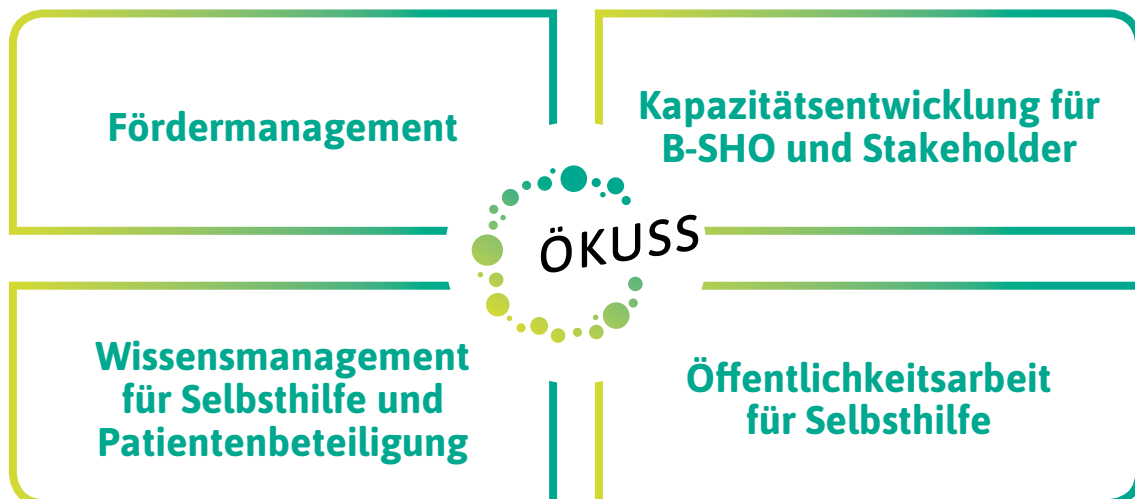 Fördermanagement
Kapazitätsentwicklung für
B-SHO und Stakeholder
ÖKUSS
Wissensmanagement
für Selbsthilfe und
Patientenbeteiligung
Öffentlichkeitsarbeit
für Selbsthilfe